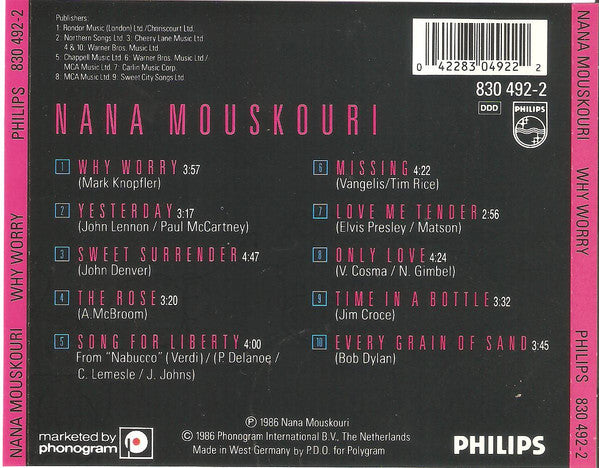 PHILIPS 830 492-2
WHY WORRY
NANA MOUSKOURI
Publishers:
1: Rondor Music (London) Ltd/Chariscourt Ltd.
2: Northern Songs Ltd 3: Cherry Lane Music Ltd
4 & 10: Warner Bros. Music Ltd
5: Chappell Music Ltd 6: Warner Bros. Music Ltd/
MCA Music Ltd. 7: Carlin Music Corp.
8: MCA Music Ltd. 9: Sweet City Songs Ltd
0 42283 04922 2
830 492-2
DDD
PHILIPS
NANA MOUSKOURI
1 WHY WORRY 3:57
(Mark Knopfler)
2 YESTERDAY 3:17
(John Lennon / Paul McCartney)
3 SWEET SURRENDER 4:47
(John Denver)
4 THE ROSE 3:20
(A.McBroom)
5 SONG FOR LIBERTY 4:00
From "Nabucco" (Verdi) / (P. Delanoe /
C. Lemesle / J. Johns)
6 MISSING 4:22
(Vangelis/Tim Rice)
7 LOVE ME TENDER 2:56
(Elvis Presley / Matson)
8 ONLY LOVE 4:24
(V. Cosma / N. Gimbel)
9 TIME IN A BOTTLE 3:32
(Jim Croce)
10 EVERY GRAIN OF SAND 3:45
(Bob Dylan)
marketed by
phonogram
Ⓟ 1986 Nana Mouskouri
© 1986 Phonogram International B.V., The Netherlands
Made in West Germany by P.D.O. for Polygram
PHILIPS
NANA MOUSKOURI
WHY WORRY
PHILIPS 830 492-2